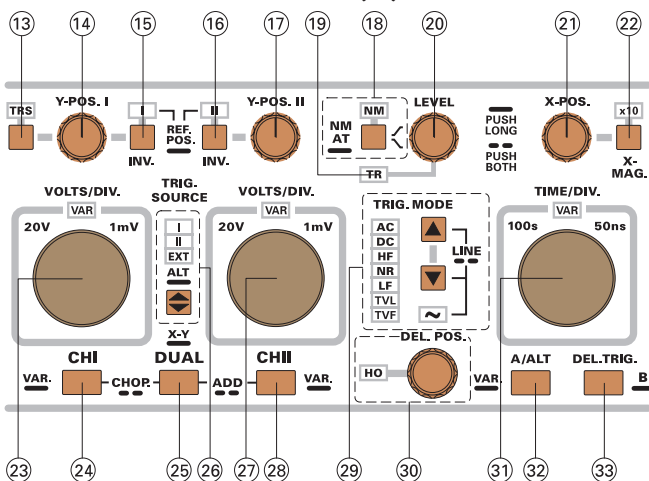 13 14 15 16 17 18 19 20 21 22
TRS Y-POS. I I II Y-POS. II NM LEVEL X-POS. x10
REF. POS.
NM AT
PUSH LONG
PUSH BOTH
INV. INV. TR X-MAG.
VOLTS/DIV. TRIG. SOURCE VOLTS/DIV. TRIG. MODE TIME/DIV.
VAR VAR VAR
20V 1mV 20V 1mV 100s 50ns
I
II
EXT
ALT
AC
DC
HF
NR
LF
TVL
TVF
LINE
~
X-Y
DEL. POS.
HO
CHI DUAL CHII A/ALT DEL.TRIG.
VAR. CHOP. ADD VAR. VAR. B
23 24 25 26 27 28 29 30 31 32 33